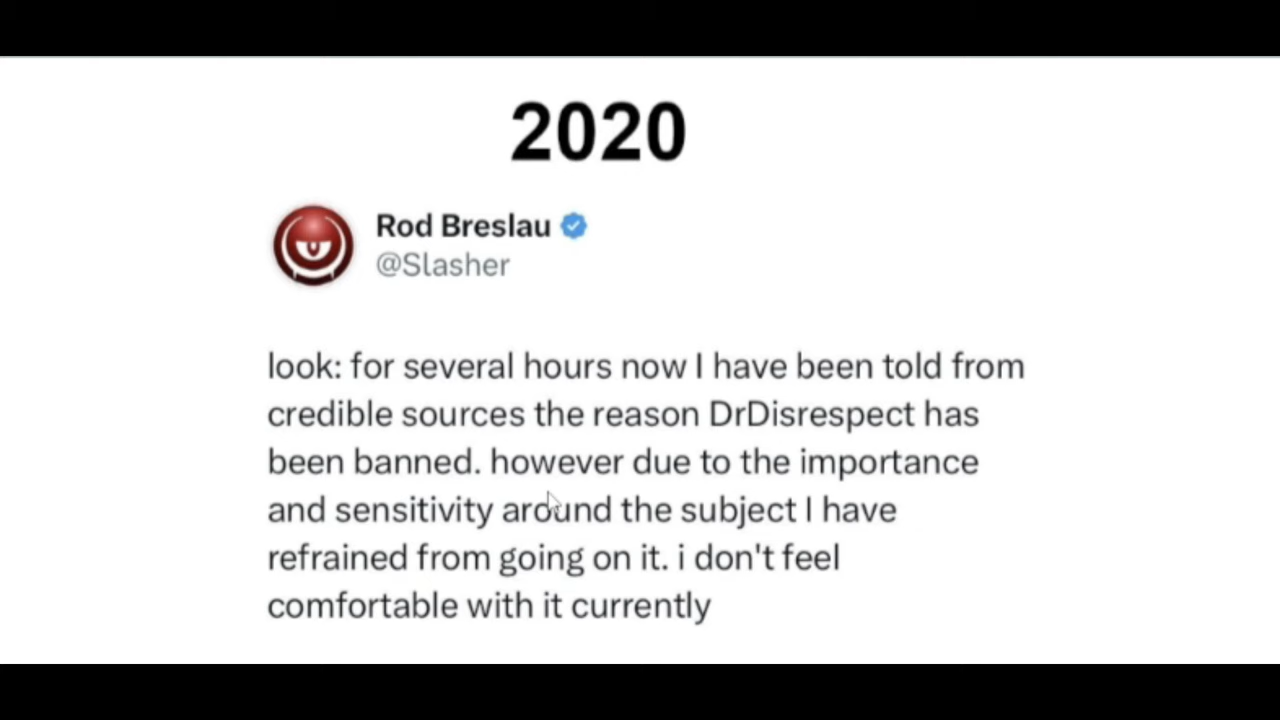 2020
Rod Breslau
@Slasher
look: for several hours now I have been told from
credible sources the reason DrDisrespect has
been banned. however due to the importance
and sensitivity around the subject I have
refrained from going on it. i don't feel
comfortable with it currently